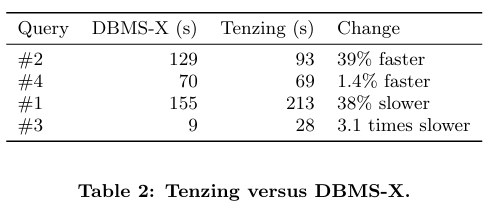 Query DBMS-X (s) Tenzing (s) Change
#2 129 93 39% faster
#4 70 69 1.4% faster
#1 155 213 38% slower
#3 9 28 3.1 times slower
Table 2: Tenzing versus DBMS-X.